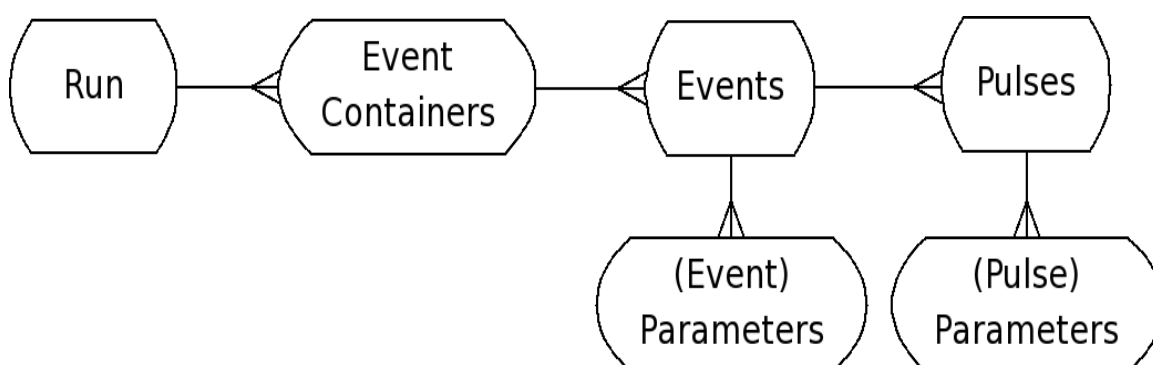 Run
Event
Containers
Events
Pulses
(Event)
Parameters
(Pulse)
Parameters